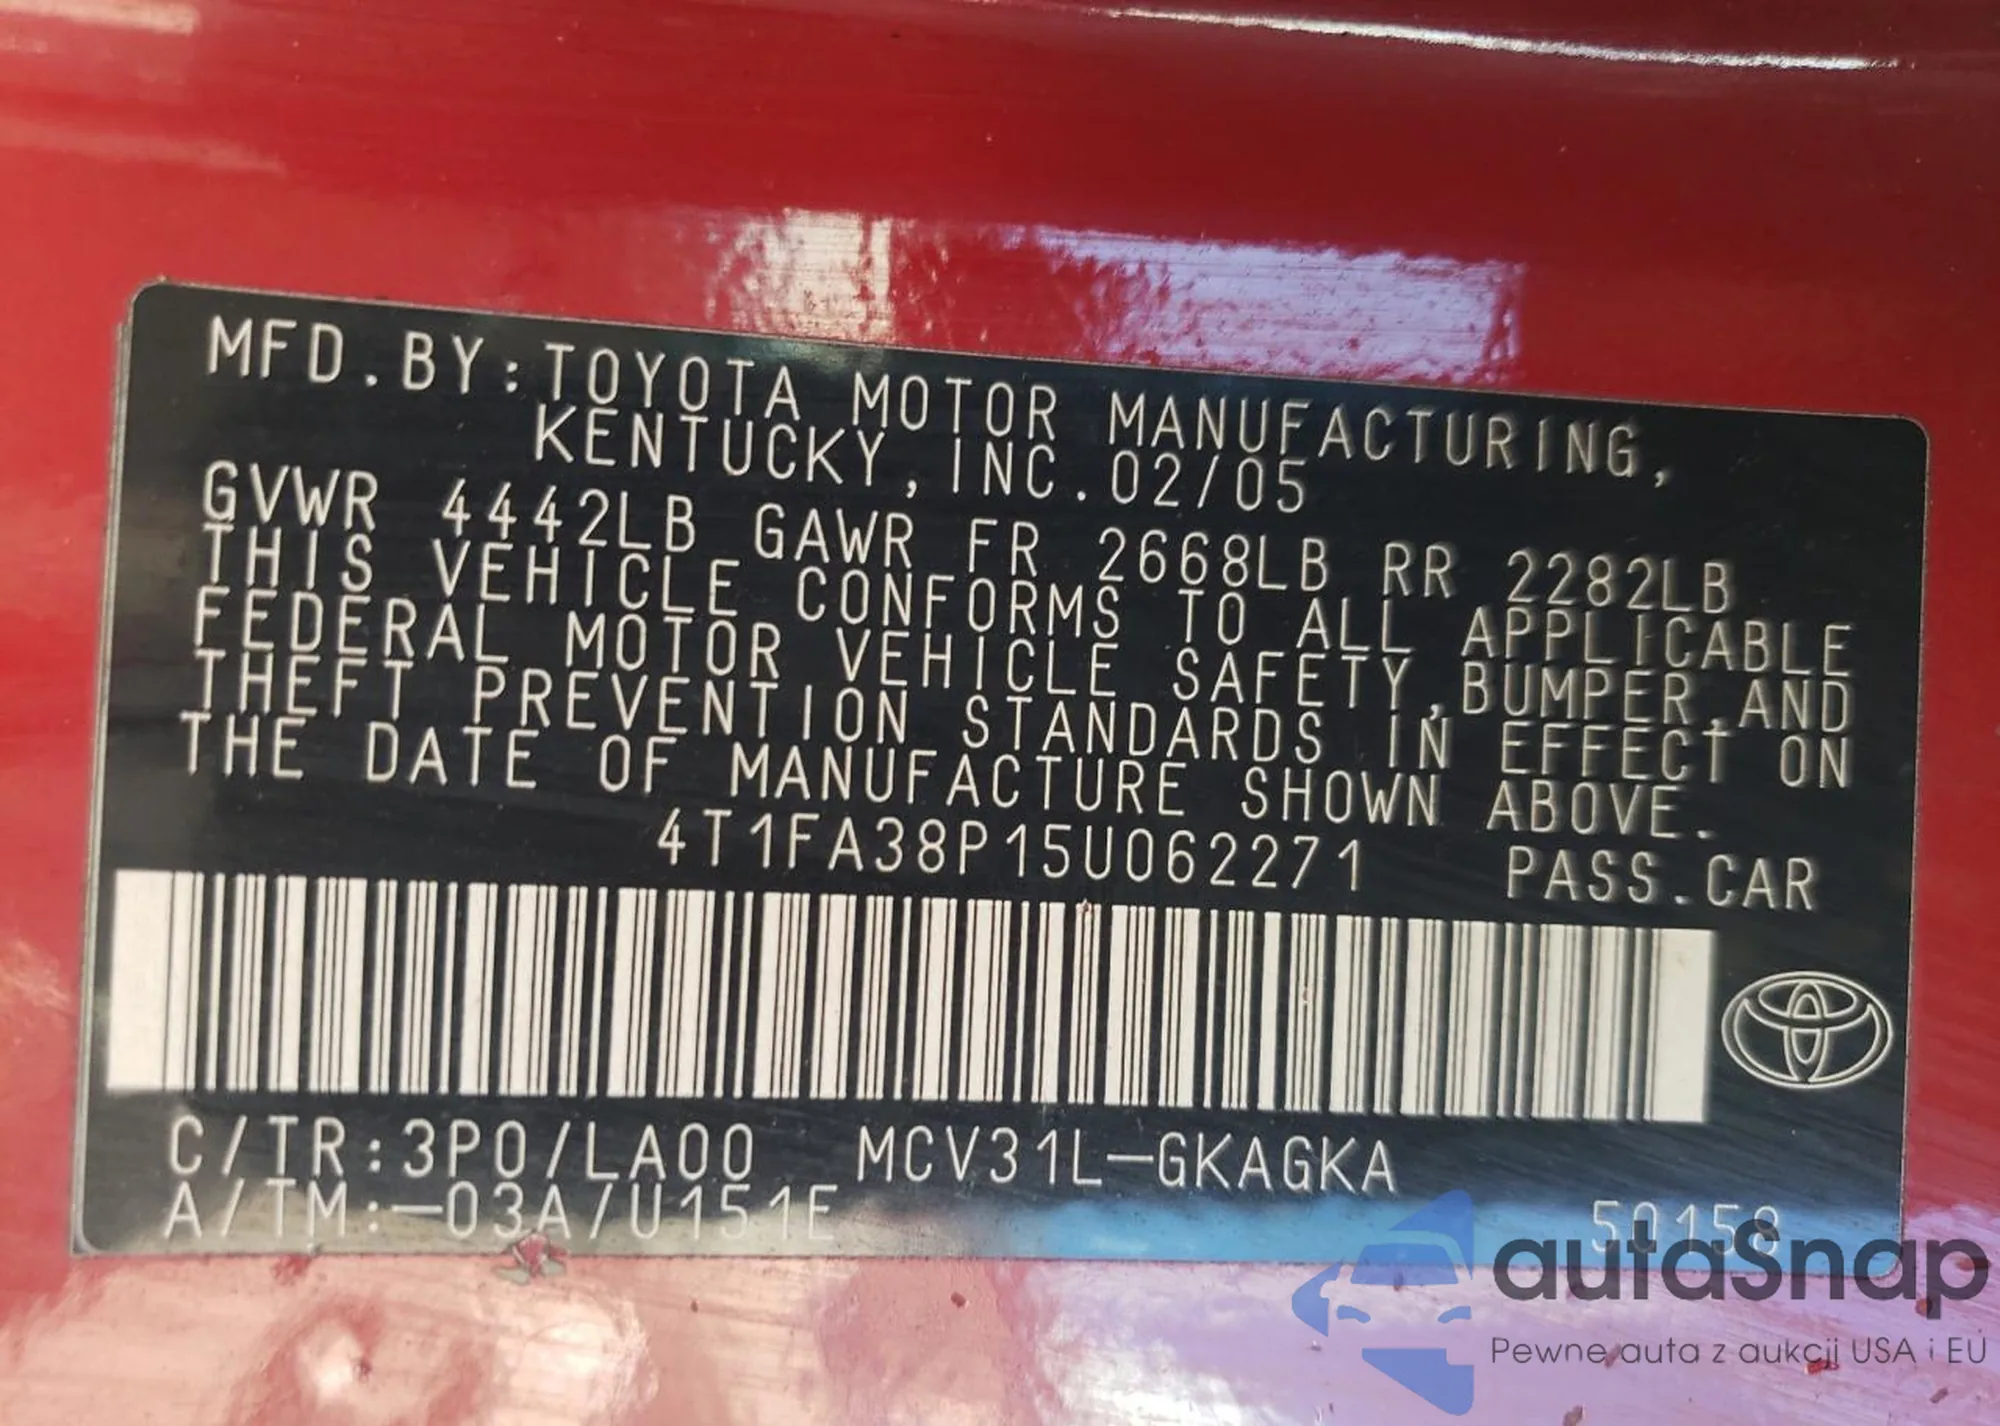 MFD.BY:TOYOTA MOTOR MANUFACTURING,
KENTUCKY,INC.02/05
GVWR 4442LB GAWR FR 2668LB RR 2282LB
THIS VEHICLE CONFORMS TO ALL APPLICABLE
FEDERAL MOTOR VEHICLE SAFETY,BUMPER,AND
THEFT PREVENTION STANDARDS IN EFFECT ON
THE DATE OF MANUFACTURE SHOWN ABOVE.
4T1FA38P15U062271 PASS.CAR
C/TR:3P0/LA00 MCV31L-GKAGKA
A/TM:-03A/U151E 50158
autaSnap
Pewne auta z aukcji USA i EU